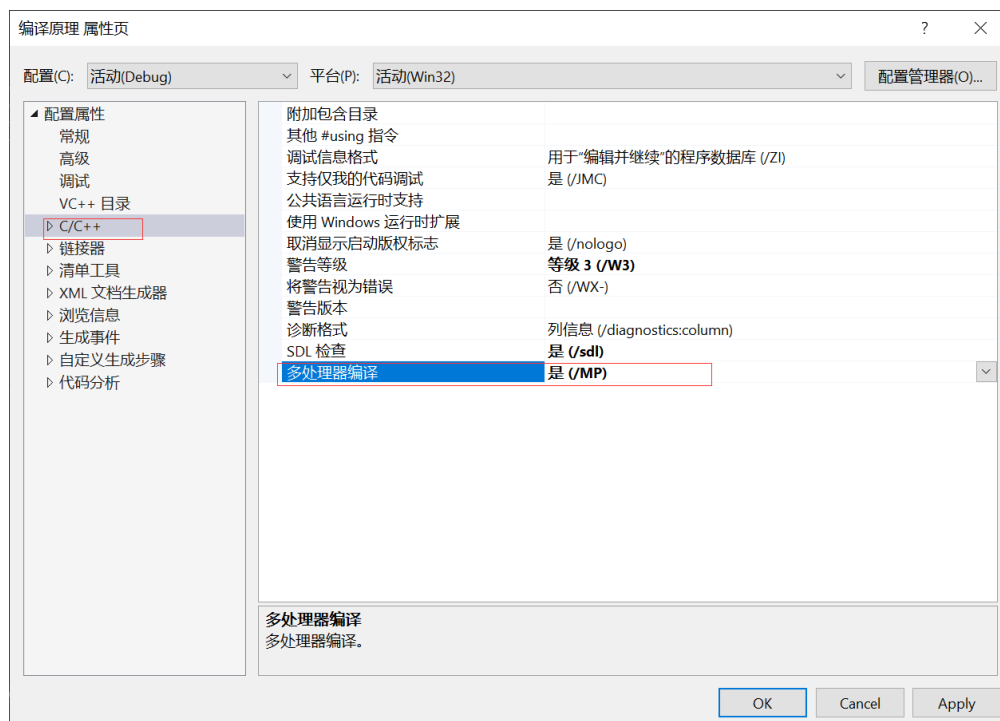 编译原理 属性页
?
配置(C): 活动(Debug) 平台(P): 活动(Win32) 配置管理器(O)...
配置属性
常规
高级
调试
VC++ 目录
C/C++
链接器
清单工具
XML 文档生成器
浏览信息
生成事件
自定义生成步骤
代码分析
附加包含目录
其他 #using 指令
调试信息格式 用于“编辑并继续”的程序数据库 (/ZI)
支持仅我的代码调试 是 (/JMC)
公共语言运行时支持
使用 Windows 运行时扩展
取消显示启动版权标志 是 (/nologo)
警告等级 等级 3 (/W3)
将警告视为错误 否 (/WX-)
警告版本
诊断格式 列信息 (/diagnostics:column)
SDL 检查 是 (/sdl)
多处理器编译 是 (/MP)
多处理器编译
多处理器编译。
OK Cancel Apply